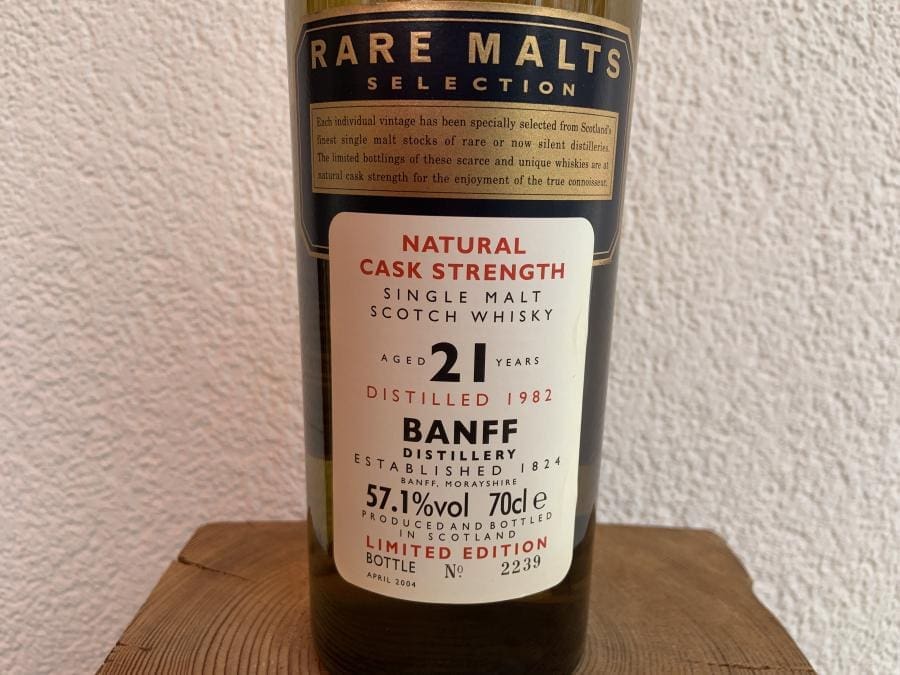 RARE MALTS
SELECTION
Each individual vintage has been specially selected from Scotland's
finest single malt stocks of rare or now silent distilleries.
The limited bottlings of these scarce and unique whiskies are at
natural cask strength for the enjoyment of the true connoisseur.
NATURAL
CASK STRENGTH
SINGLE MALT
SCOTCH WHISKY
AGED 21 YEARS
DISTILLED 1982
BANFF
DISTILLERY
ESTABLISHED 1824
BANFF, MORAYSHIRE
57.1%vol 70cl e
PRODUCED AND BOTTLED
IN SCOTLAND
LIMITED EDITION
BOTTLE Nº 2239
APRIL 2004